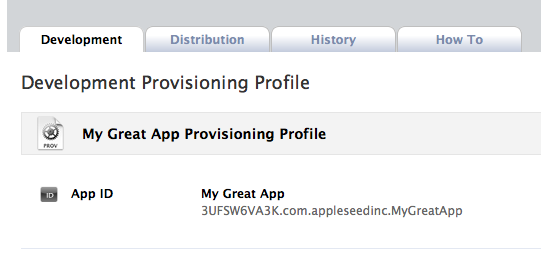 Development Distribution History How To
Development Provisioning Profile
PROV My Great App Provisioning Profile
ID App ID My Great App
3UFSW6VA3K.com.appleseedinc.MyGreatApp